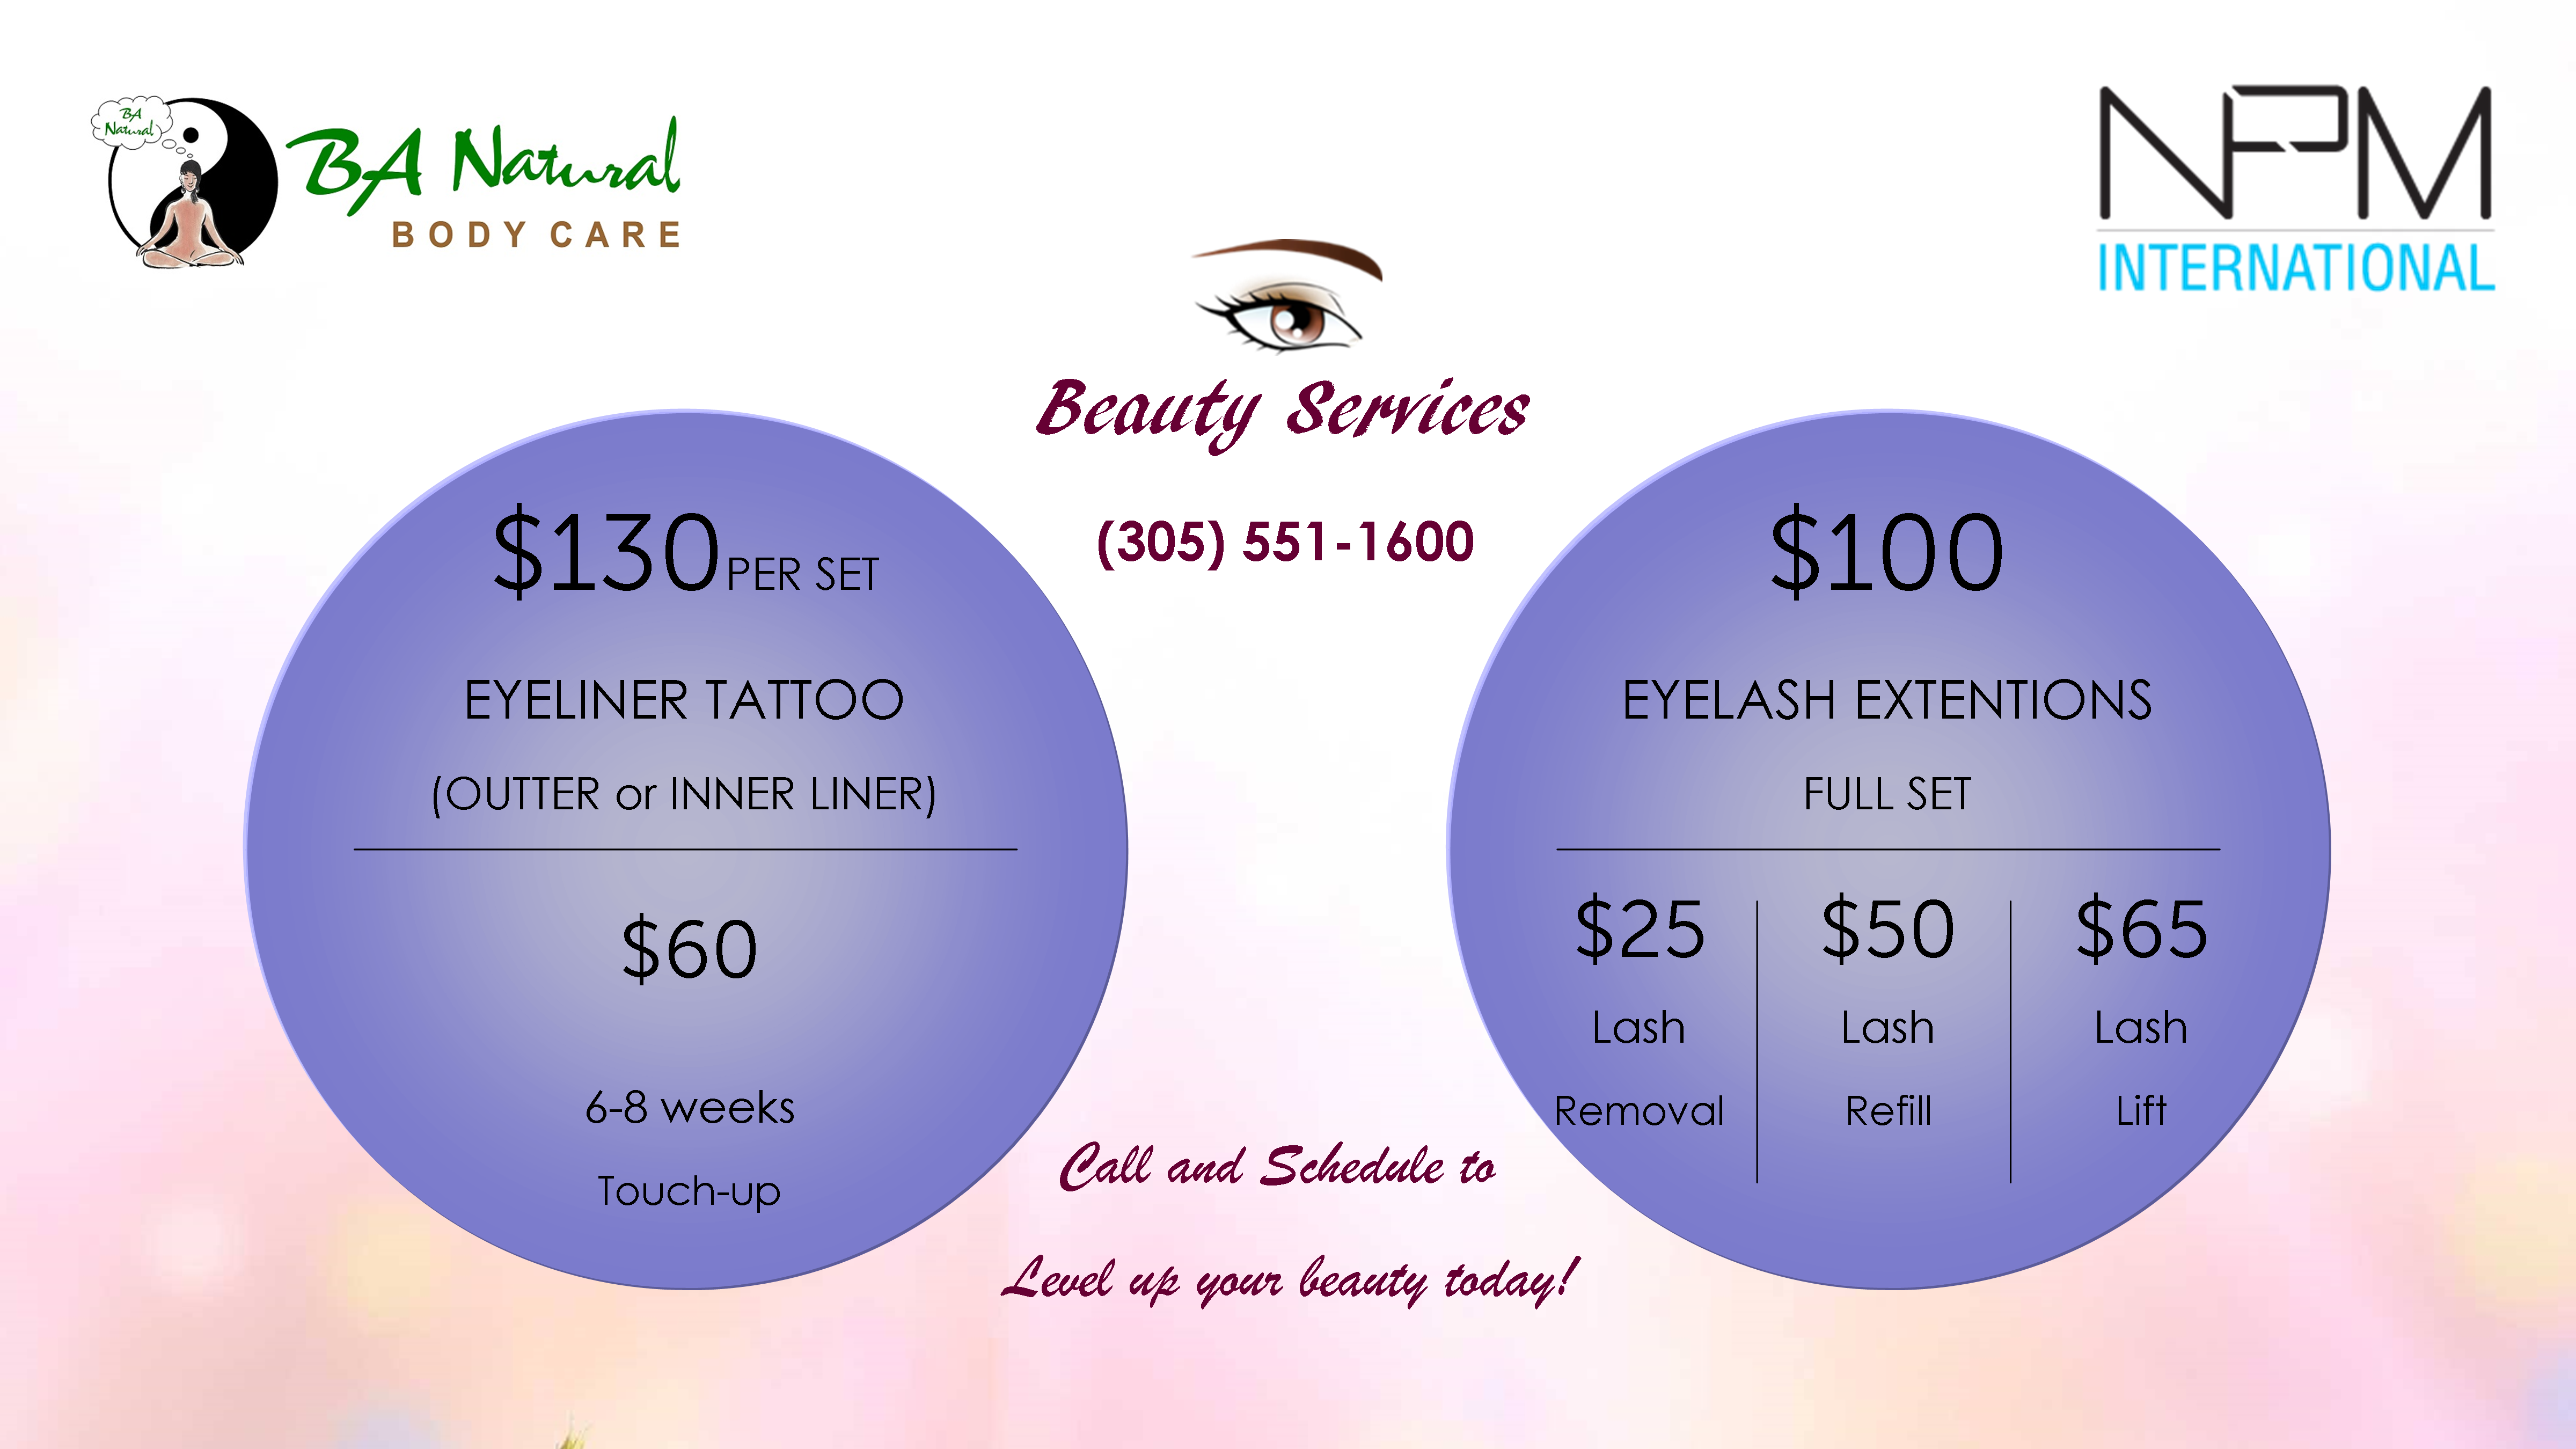 BA
Natural
BA Natural
BODY CARE
NPM
INTERNATIONAL
Beauty Services
(305) 551-1600
$130 PER SET
EYELINER TATTOO
(OUTTER or INNER LINER)
$60
6-8 weeks
Touch-up
$100
EYELASH EXTENTIONS
FULL SET
$25
Lash
Removal
$50
Lash
Refill
$65
Lash
Lift
Call and Schedule to
Level up your beauty today!